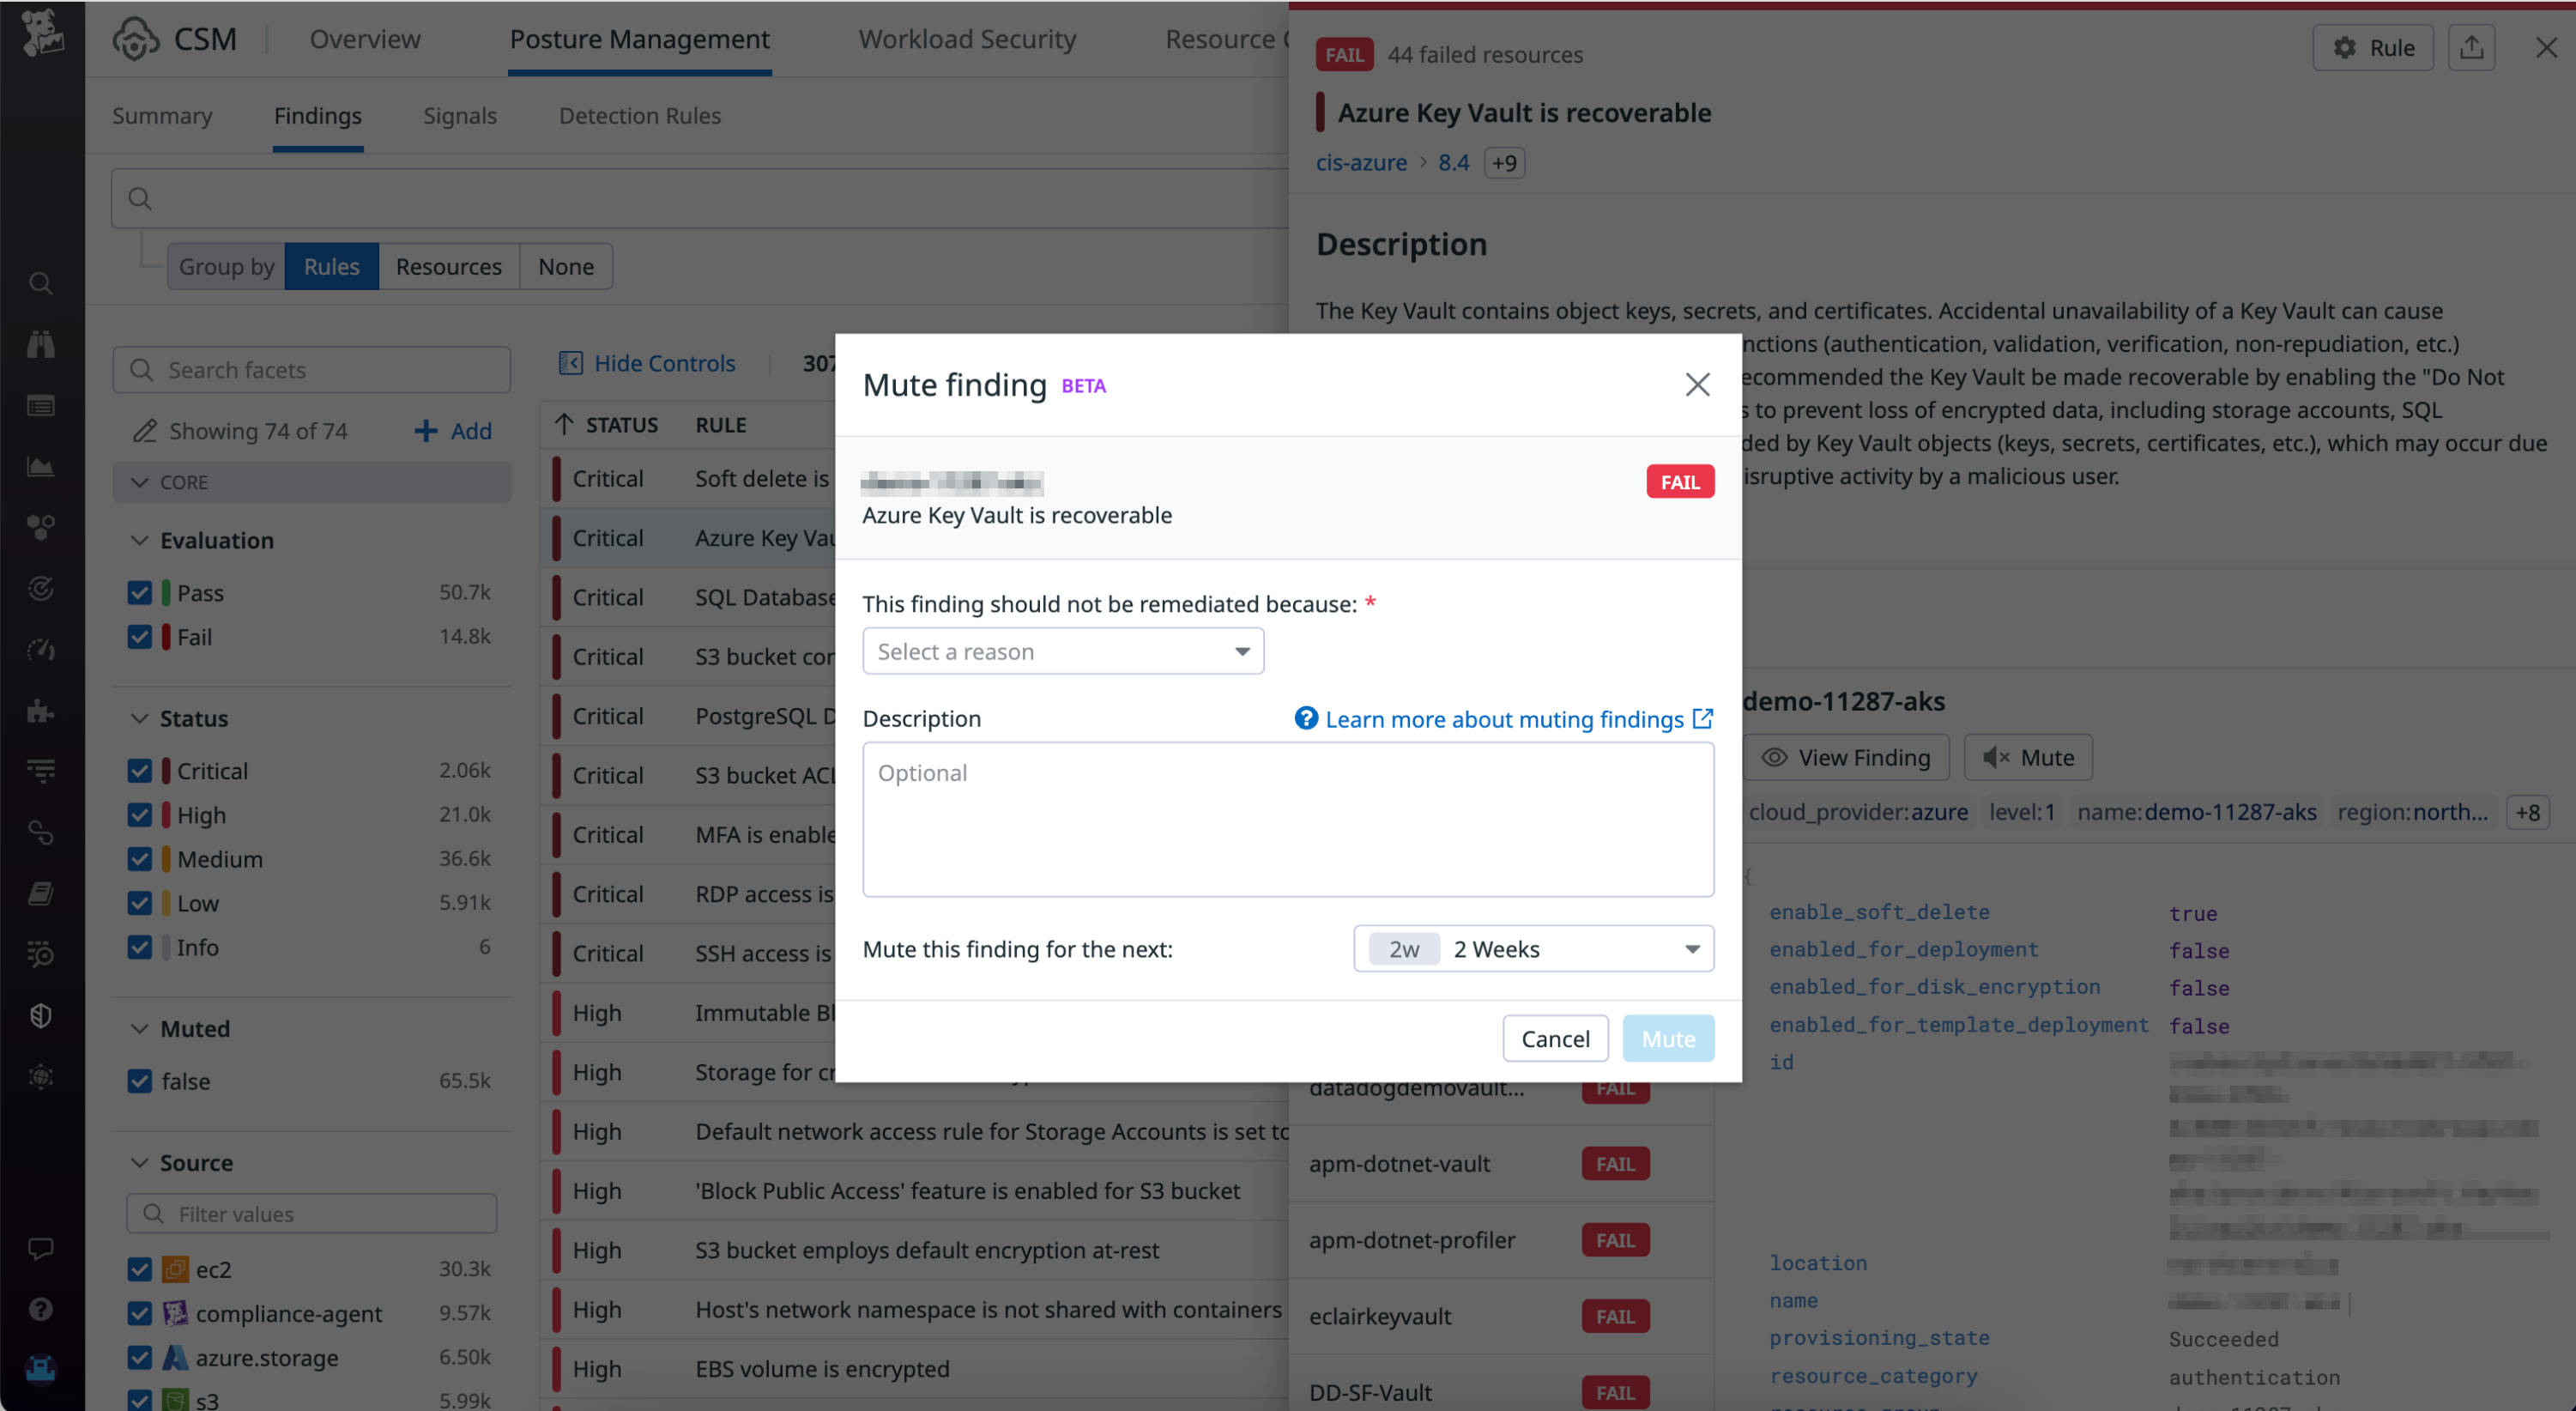 CSM
Overview
Posture Management
Workload Security
Resource
Summary
Findings
Signals
Detection Rules
Group by
Rules
Resources
None
Search facets
Showing 74 of 74
Add
CORE
Evaluation
Pass 50.7k
Fail 14.8k
Status
Critical 2.06k
High 21.0k
Medium 36.6k
Low 5.91k
Info 6
Muted
false 65.5k
Source
Filter values
ec2 30.3k
compliance-agent 9.57k
azure.storage 6.50k
s3 5.99k
Hide Controls
307
STATUS RULE
Critical Soft delete is
Critical Azure Key Vau
Critical SQL Database
Critical S3 bucket cor
Critical PostgreSQL D
Critical S3 bucket ACL
Critical MFA is enable
Critical RDP access is
Critical SSH access is
High Immutable Bl
High Storage for cr
High Default network access rule for Storage Accounts is set to
High 'Block Public Access' feature is enabled for S3 bucket
High S3 bucket employs default encryption at-rest
High Host's network namespace is not shared with containers
High EBS volume is encrypted
FAIL 44 failed resources
Rule
Azure Key Vault is recoverable
cis-azure > 8.4 +9
Description
The Key Vault contains object keys, secrets, and certificates. Accidental unavailability of a Key Vault can cause
nctions (authentication, validation, verification, non-repudiation, etc.)
ecommended the Key Vault be made recoverable by enabling the "Do Not
s to prevent loss of encrypted data, including storage accounts, SQL
ded by Key Vault objects (keys, secrets, certificates, etc.), which may occur due
isruptive activity by a malicious user.
Mute finding BETA
FAIL
Azure Key Vault is recoverable
This finding should not be remediated because: *
Select a reason
Description
Learn more about muting findings
Optional
Mute this finding for the next:
2w 2 Weeks
Cancel
Mute
datadogdemovault... FAIL
apm-dotnet-vault FAIL
apm-dotnet-profiler FAIL
eclairkeyvault FAIL
DD-SF-Vault FAIL
demo-11287-aks
View Finding
Mute
cloud_provider:azure level:1 name:demo-11287-aks region:north... +8
{
enable_soft_delete true
enabled_for_deployment false
enabled_for_disk_encryption false
enabled_for_template_deployment false
id
location
name
provisioning_state Succeeded
resource_category authentication